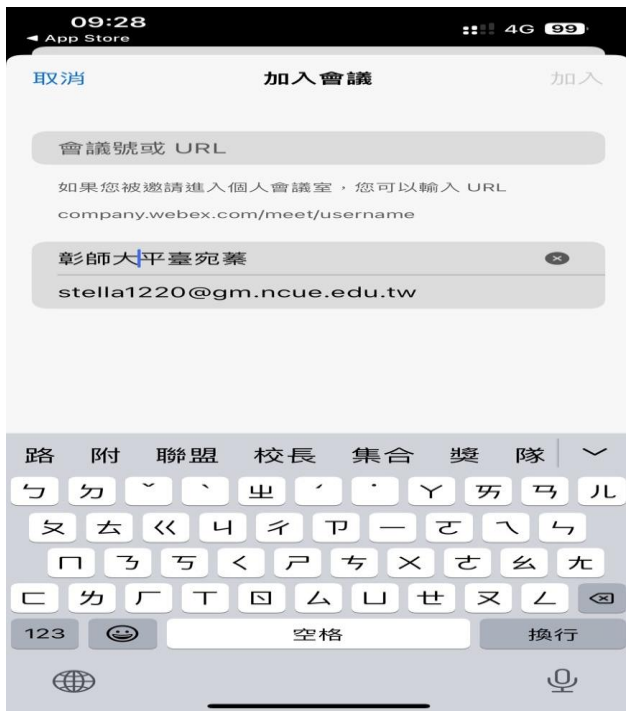 09:28
4G 99
◀ App Store
取消 加入會議 加入
會議號或 URL
如果您被邀請進入個人會議室，您可以輸入 URL
company.webex.com/meet/username
彰師大平臺宛蓁
stella1220@gm.ncue.edu.tw
路 附 聯盟 校長 集合 獎 隊
ㄅ ㄉ ˇ ˋ ㄓ ˊ ˙ ㄚ ㄞ ㄢ ㄦ
ㄆ ㄊ ㄍ ㄐ ㄔ ㄗ ㄧ ㄛ ㄟ ㄣ
ㄇ ㄋ ㄎ ㄑ ㄕ ㄘ ㄨ ㄜ ㄠ ㄤ
ㄈ ㄌ ㄏ ㄒ ㄖ ㄙ ㄩ ㄝ ㄡ ㄥ
123 空格 換行